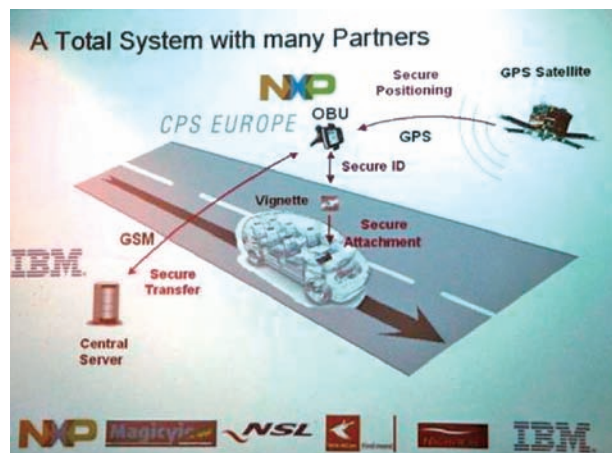 A Total System with many Partners
NXP
Secure
Positioning
GPS Satellite
CPS EUROPE
OBU
GPS
Secure ID
Vignette
GSM
Secure
Attachment
IBM
Secure
Transfer
Central
Server
NXP
NSL
IBM